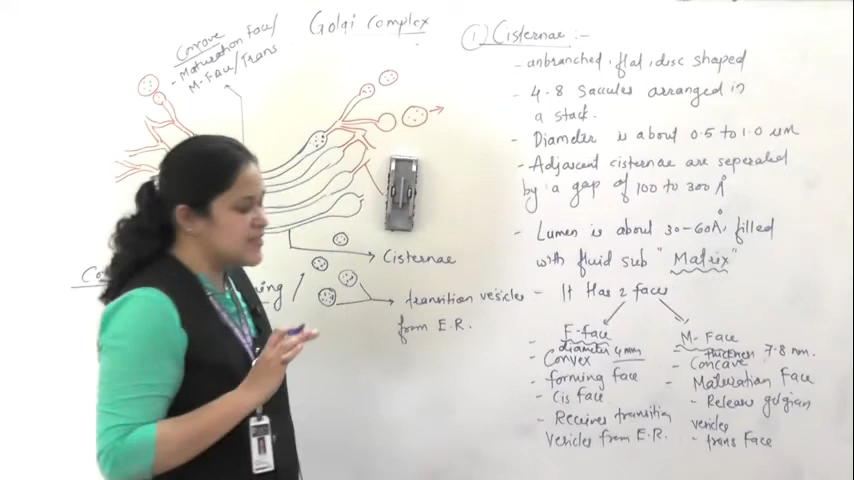 Golgi Complex
Concave
- Maturation Face/
M-Face/Trans
Cisternae
transition vesicles
from E.R.
① Cisternae :-
- unbranched, flat, disc shaped
- 4-8 saccules arranged in
a stack.
- Diameter is about 0.5 to 1.0 μm
- Adjacent cisternae are seperated
by a gap of 100 to 300 Å
- Lumen is about 30-60Å, filled
with fluid sub "Matrix"
- It Has 2 faces
F-face
- diameter 4mm
- Convex
- forming face
- Cis face
- Receives transition
vesicles from E.R.
M-Face
- thickness 7-8 nm.
- Concave
- Maturation Face
- Release golgian
vesicles
- trans Face